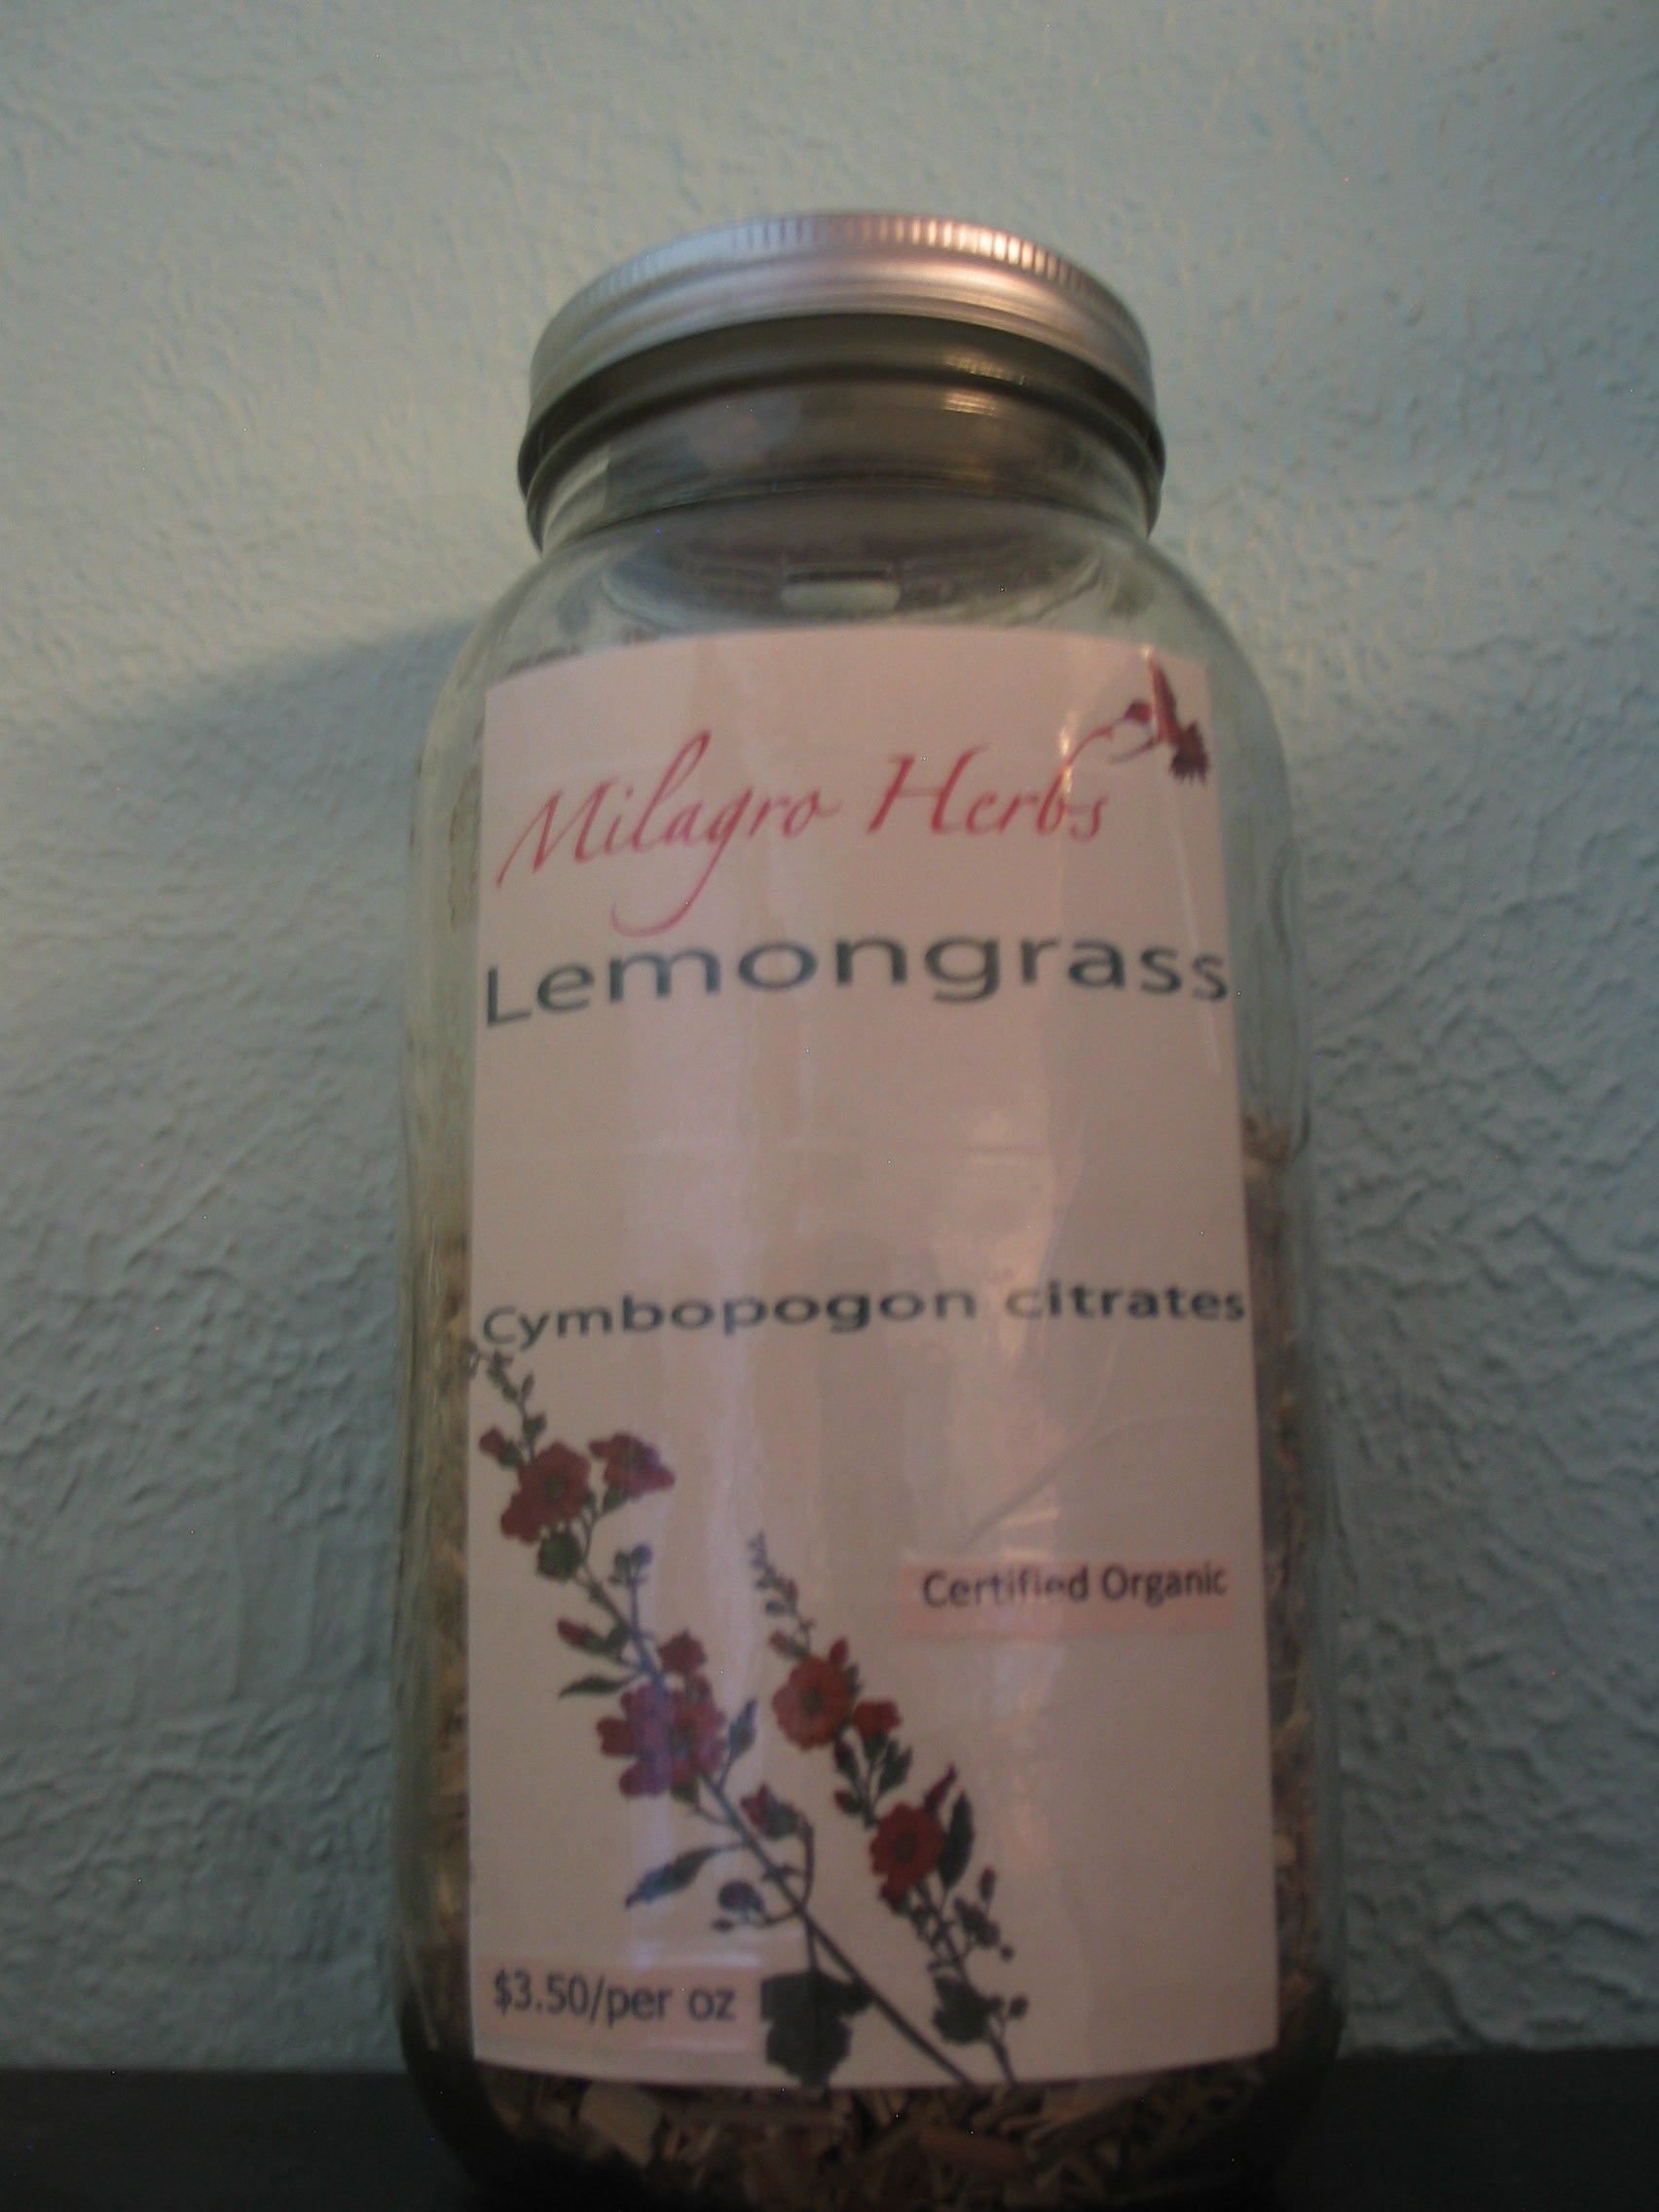 Milagro Herbs
Lemongrass
Cymbopogon citrates
Certified Organic
$3.50/per oz